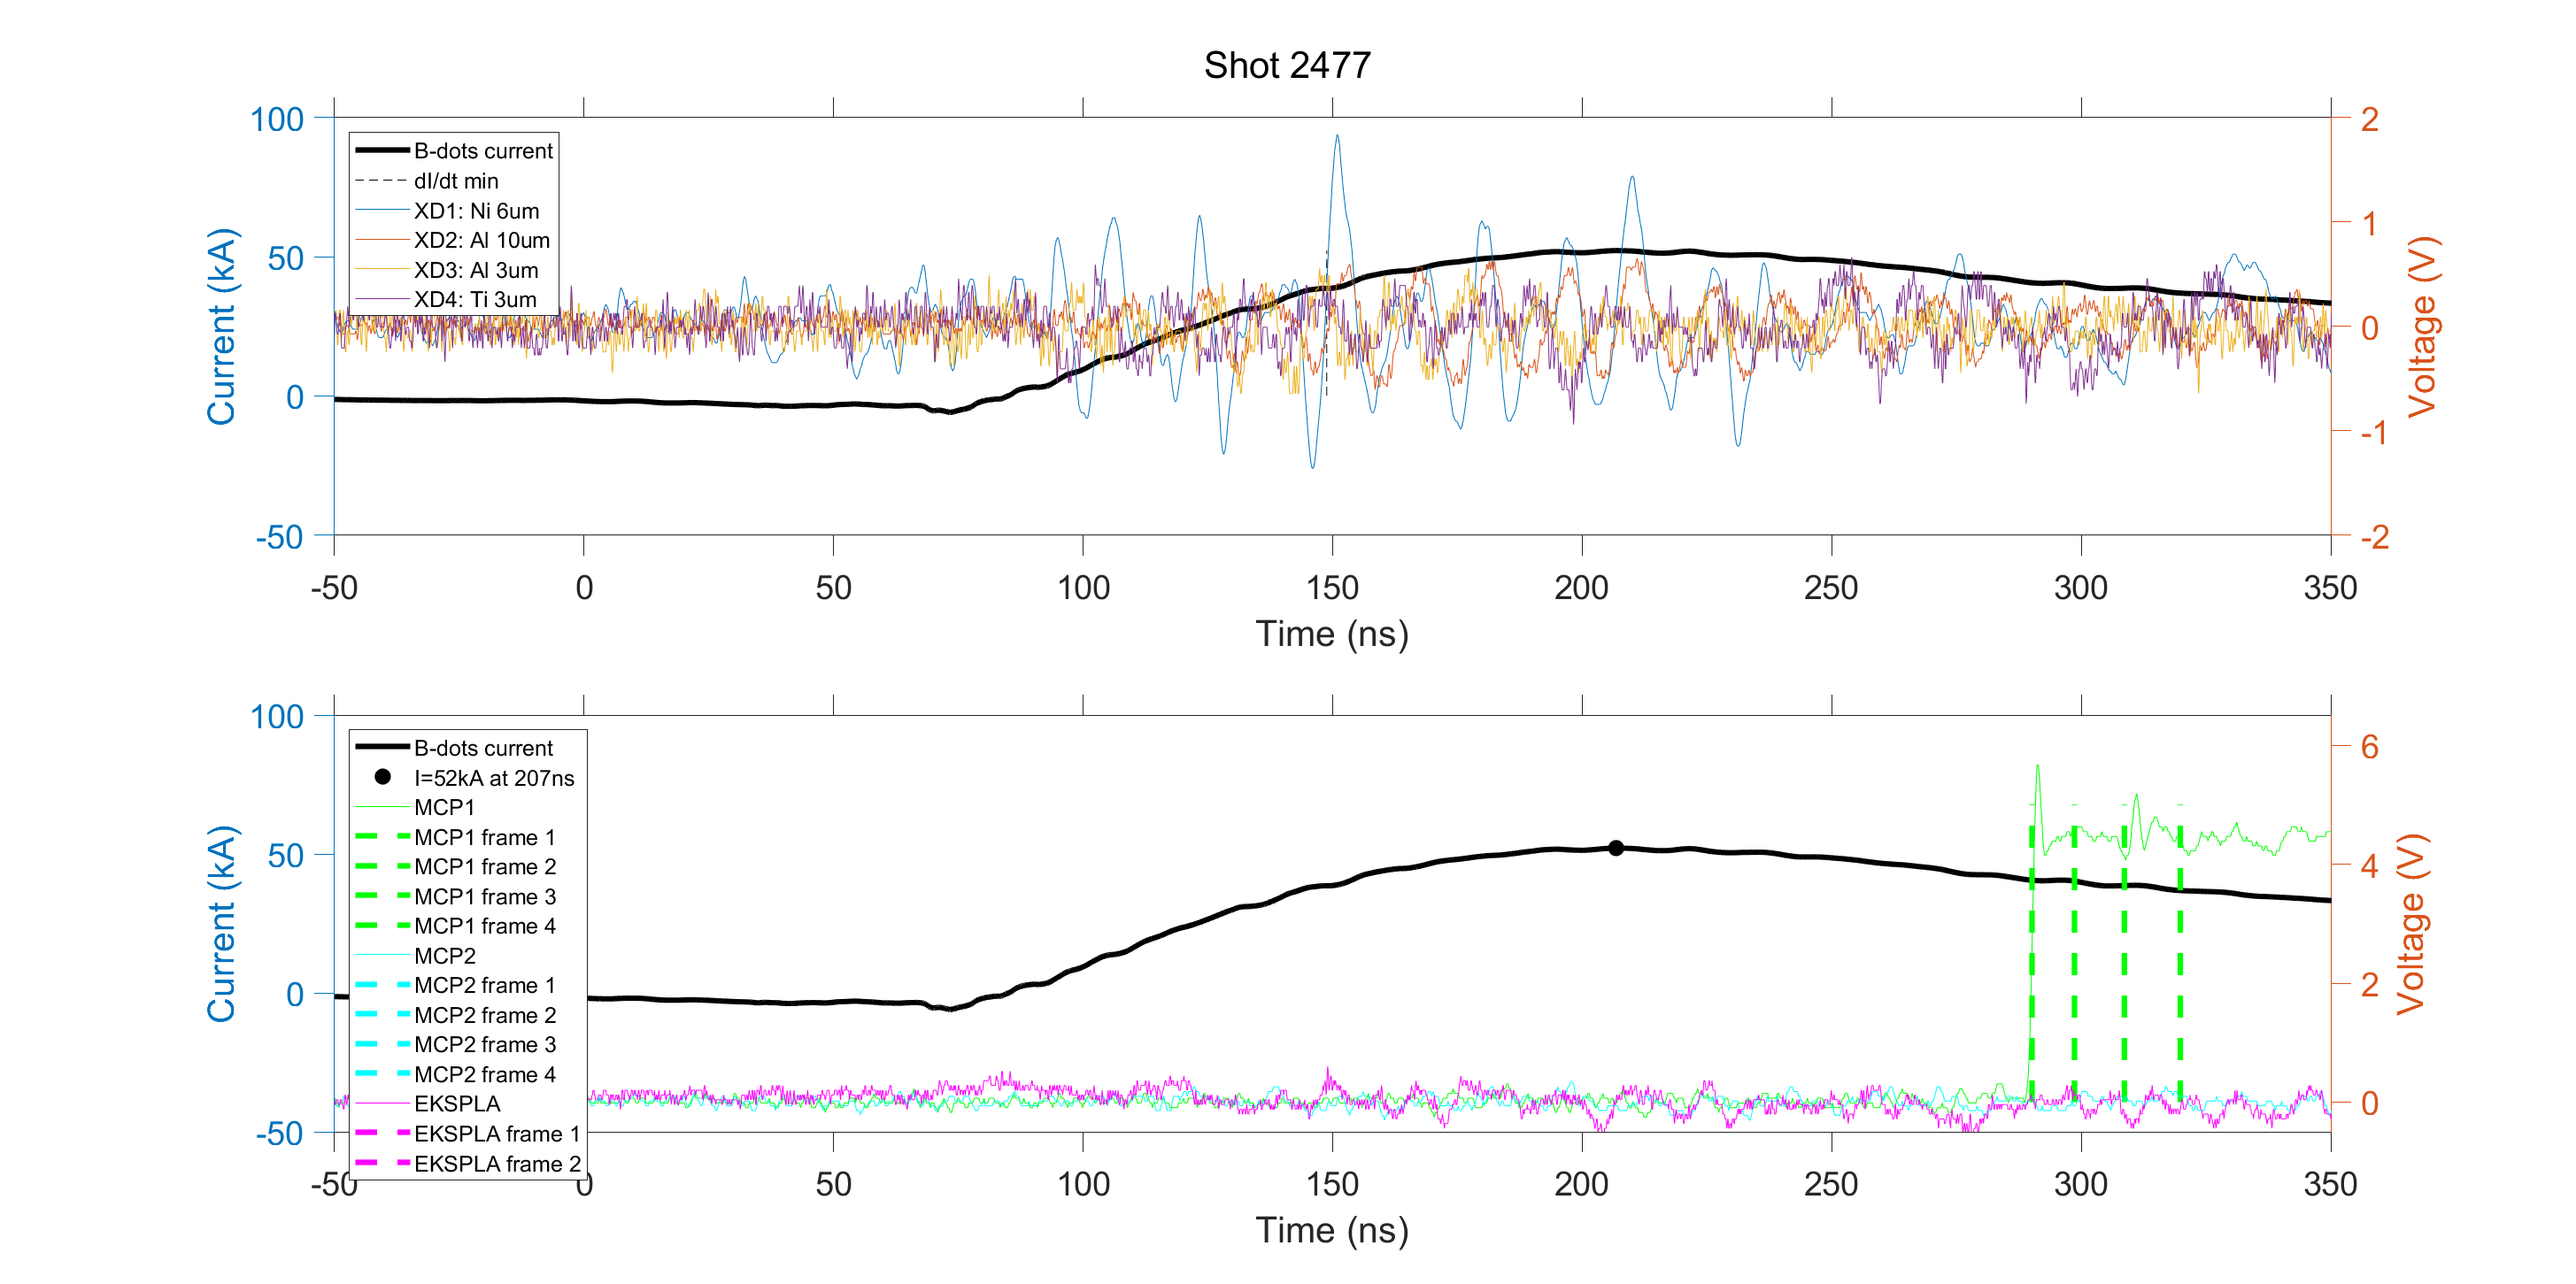 Shot 2477
100
50
0
-50
Current (kA)
B-dots current
dI/dt min
XD1: Ni 6um
XD2: Al 10um
XD3: Al 3um
XD4: Ti 3um
2
1
0
-1
-2
Voltage (V)
-50 0 50 100 150 200 250 300 350
Time (ns)
100
50
0
-50
Current (kA)
B-dots current
I=52kA at 207ns
MCP1
MCP1 frame 1
MCP1 frame 2
MCP1 frame 3
MCP1 frame 4
MCP2
MCP2 frame 1
MCP2 frame 2
MCP2 frame 3
MCP2 frame 4
EKSPLA
EKSPLA frame 1
EKSPLA frame 2
6
4
2
0
Voltage (V)
-50 0 50 100 150 200 250 300 350
Time (ns)